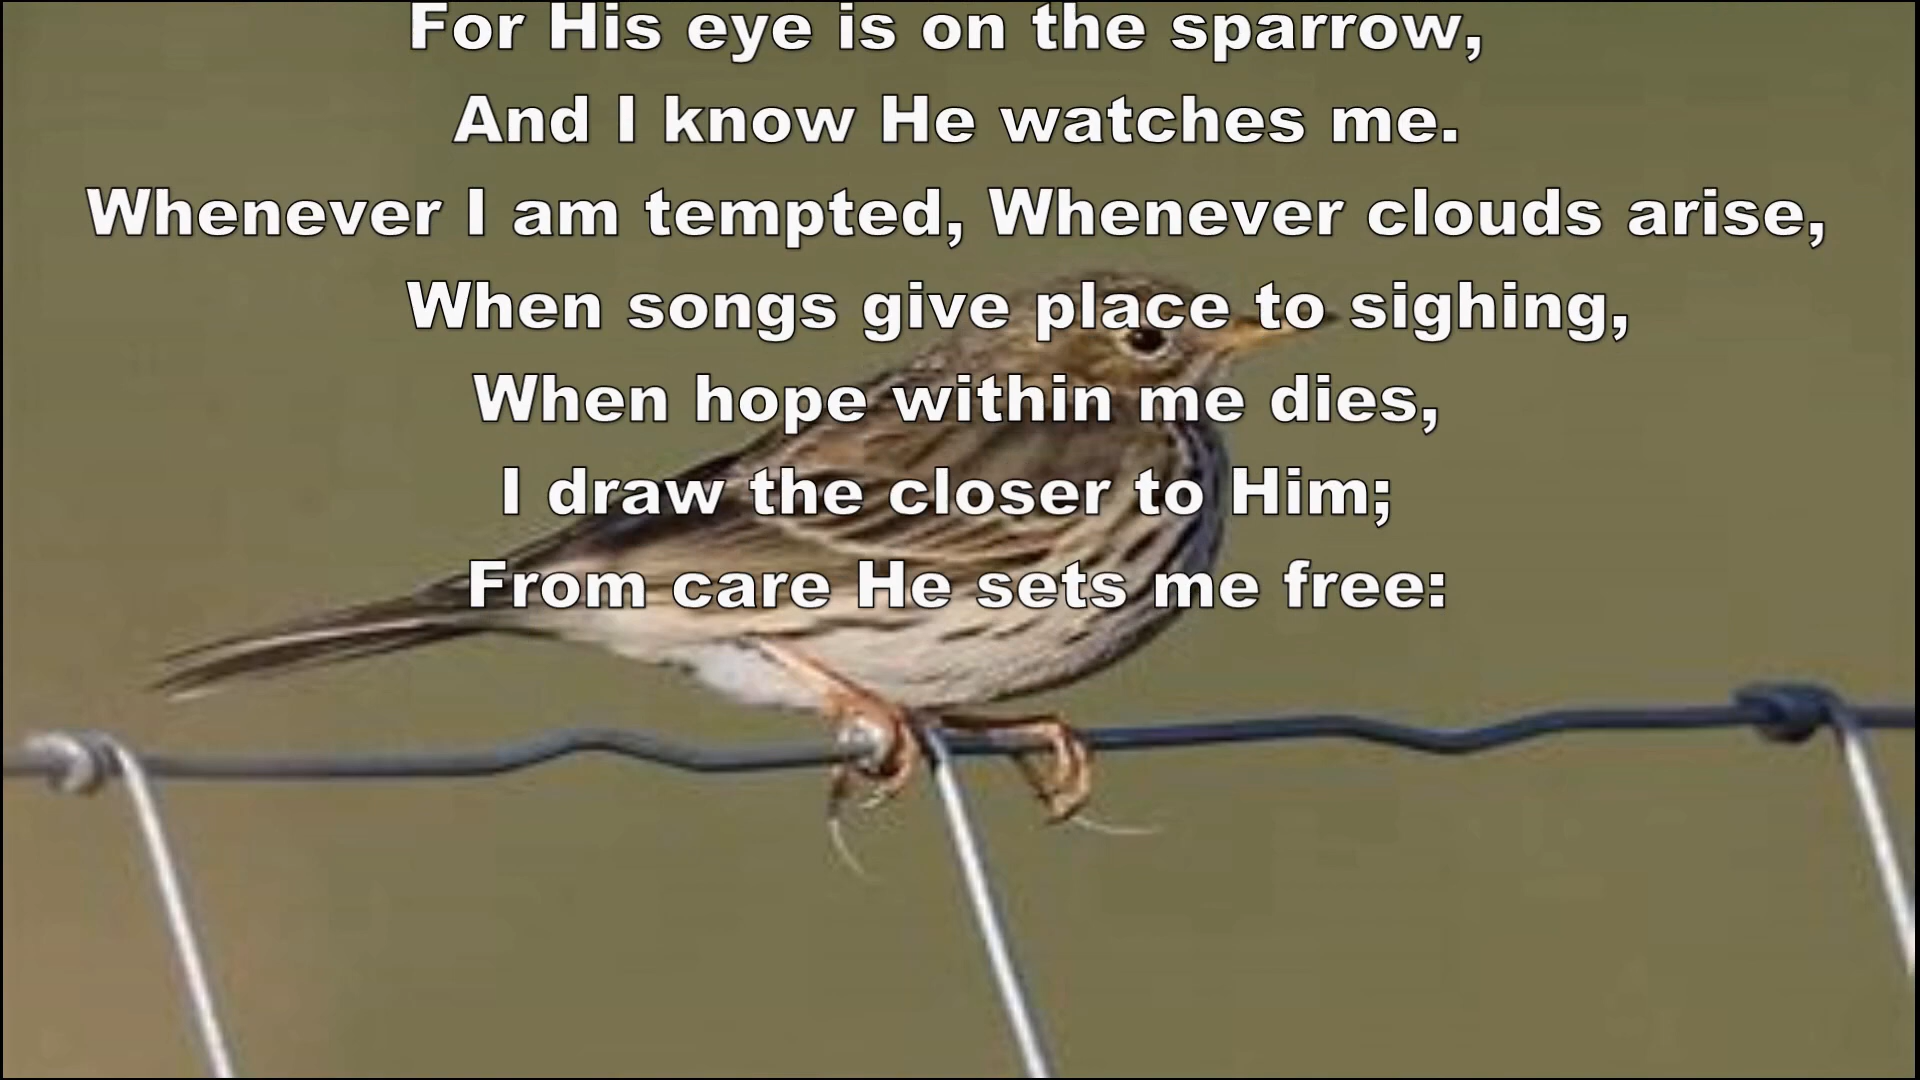 For His eye is on the sparrow,
And I know He watches me.
Whenever I am tempted, Whenever clouds arise,
When songs give place to sighing,
When hope within me dies,
I draw the closer to Him;
From care He sets me free: